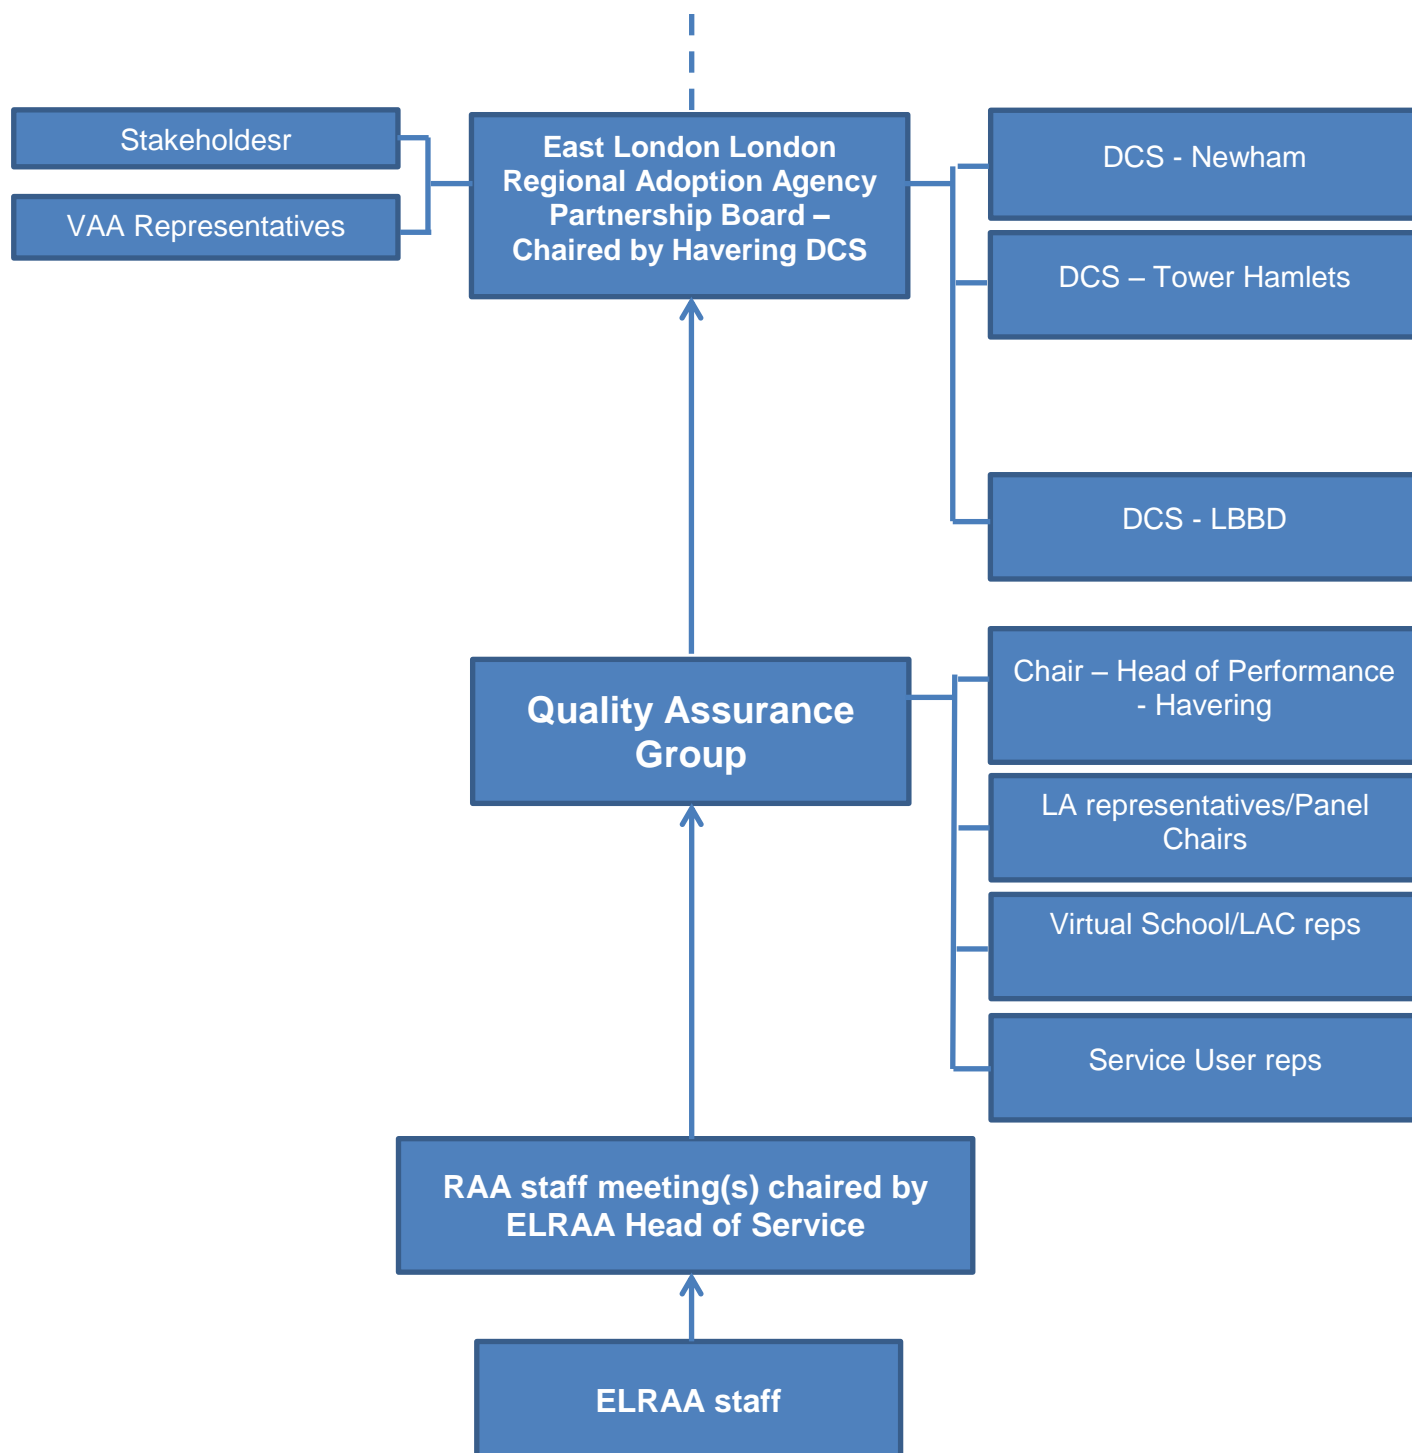 Stakeholdesr
VAA Representatives
East London London
Regional Adoption Agency
Partnership Board –
Chaired by Havering DCS
DCS - Newham
DCS – Tower Hamlets
DCS - LBBD
Quality Assurance
Group
Chair – Head of Performance
- Havering
LA representatives/Panel
Chairs
Virtual School/LAC reps
Service User reps
RAA staff meeting(s) chaired by
ELRAA Head of Service
ELRAA staff